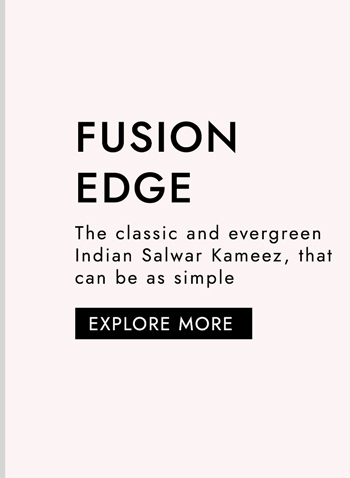 FUSION
EDGE
The classic and evergreen
Indian Salwar Kameez, that
can be as simple
EXPLORE MORE